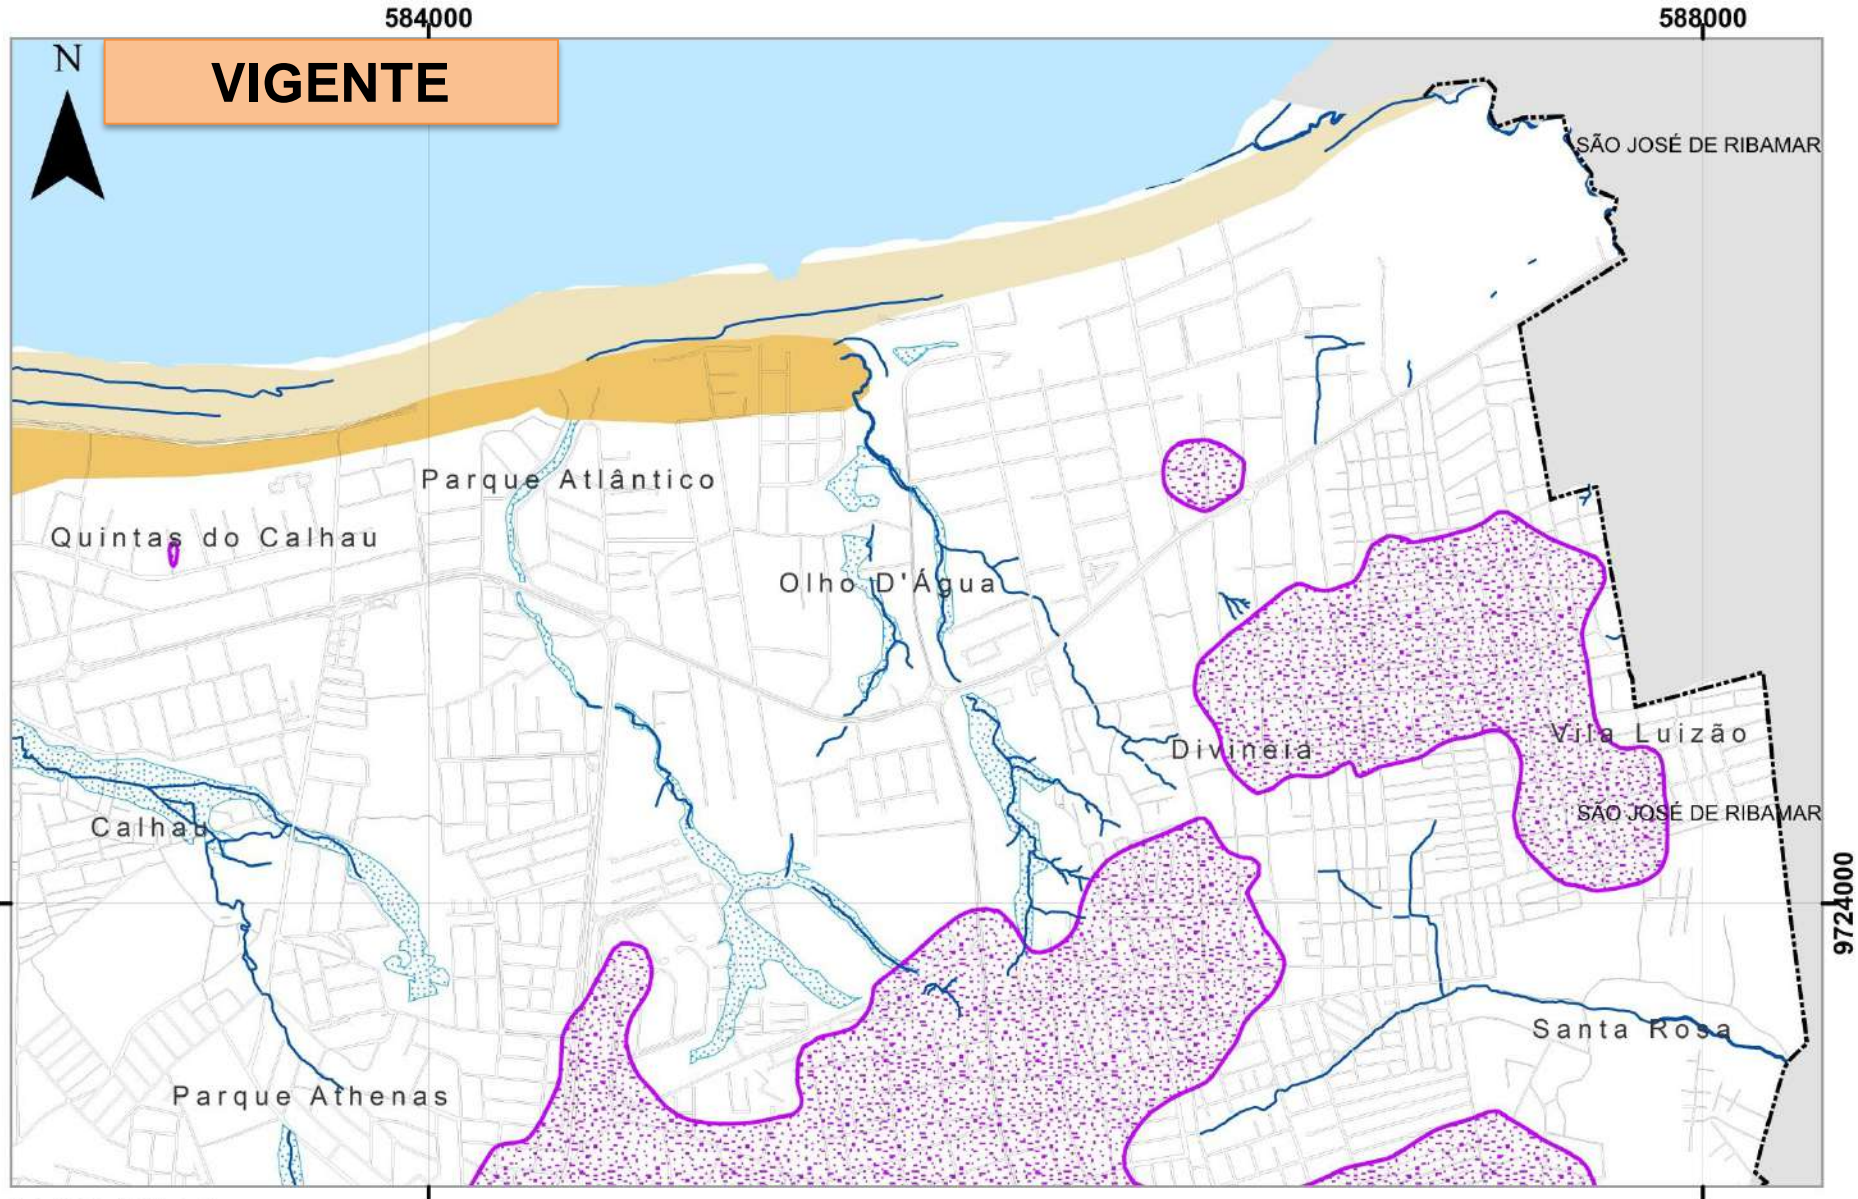 584000
588000
N
VIGENTE
SÃO JOSÉ DE RIBAMAR
Parque Atlântico
Quintas do Calhau
Olho D'Água
Divineia
Vila Luizão
SÃO JOSÉ DE RIBAMAR
Calhau
9724000
Santa Rosa
Parque Athenas